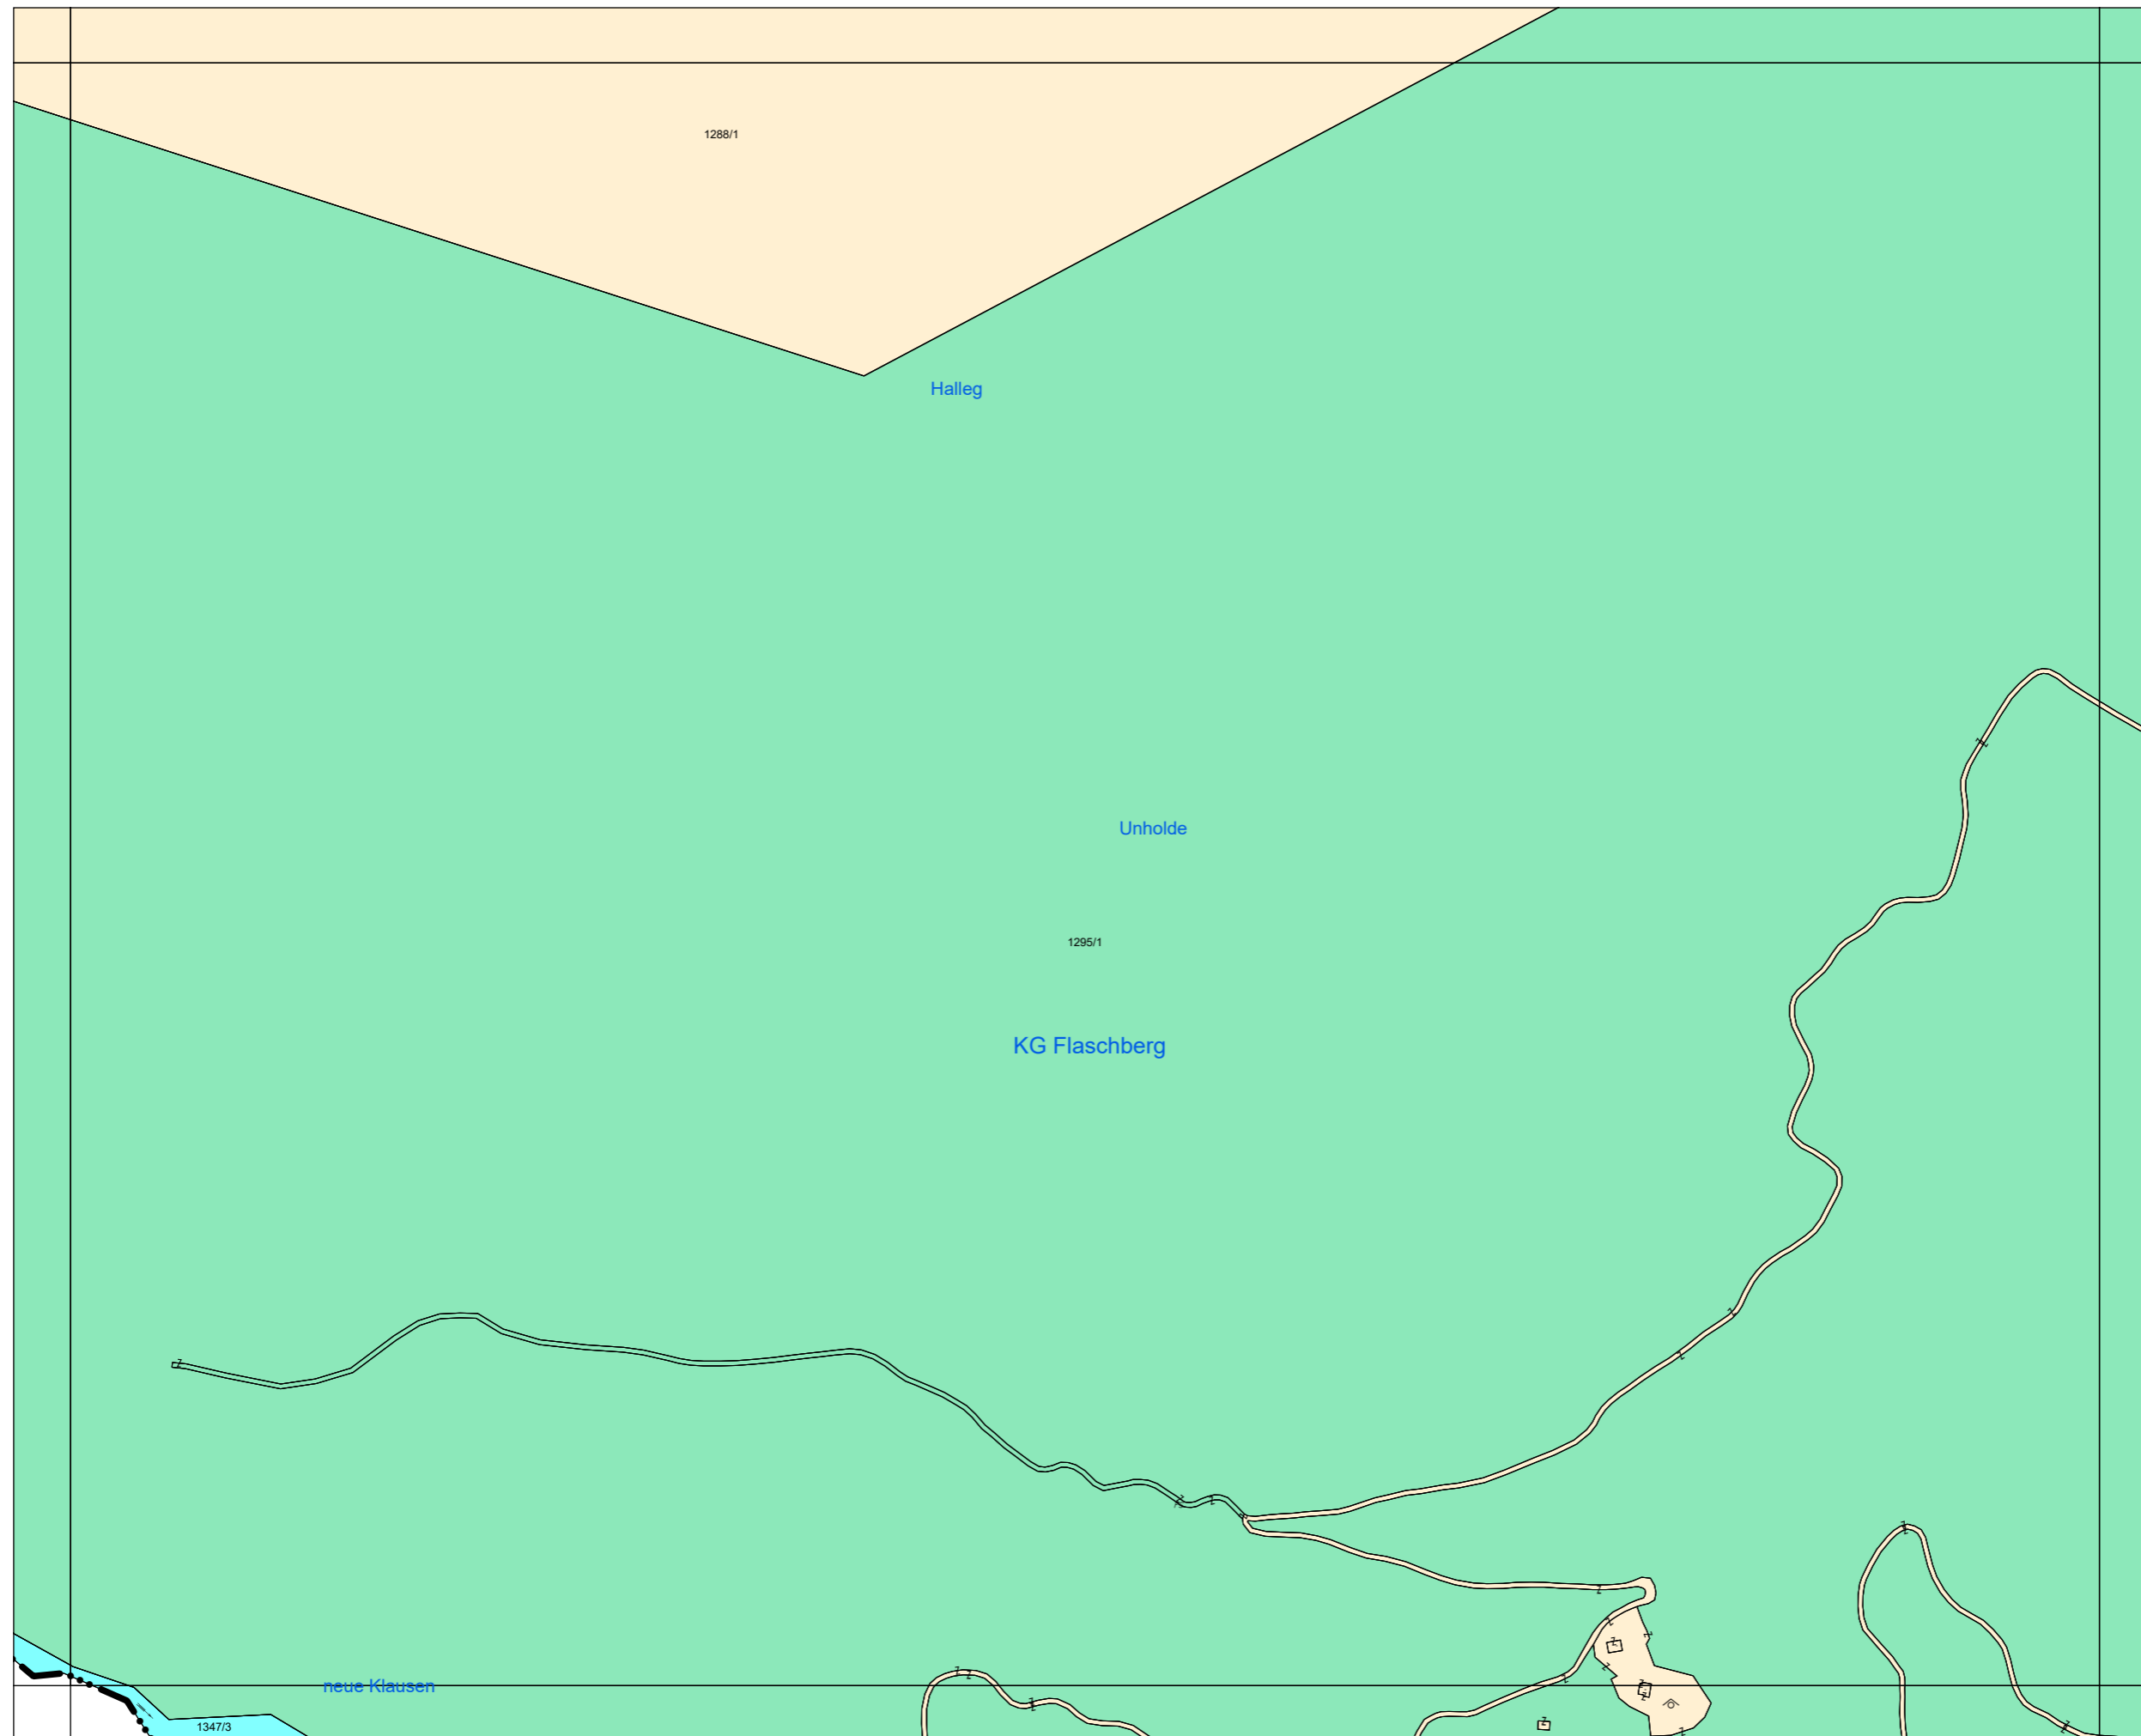 1288/1
Halleg
Unholde
1295/1
KG Flaschberg
neue Klausen
1347/3